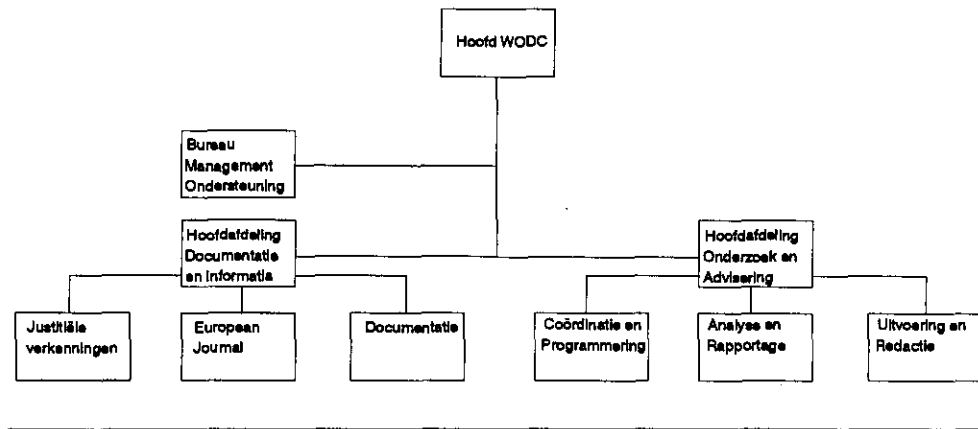 Hoofd WODC
Bureau
Management
Ondersteuning
Hoofdafdeling
Documentatie
en Informatia
Hoofdafdeling
Onderzoek en
Advisering
Justitiële
verkenningen
European
Journal
Documentatie
Coördinatie en
Programmering
Analyse en
Rapportage
Uitvoering en
Redactie